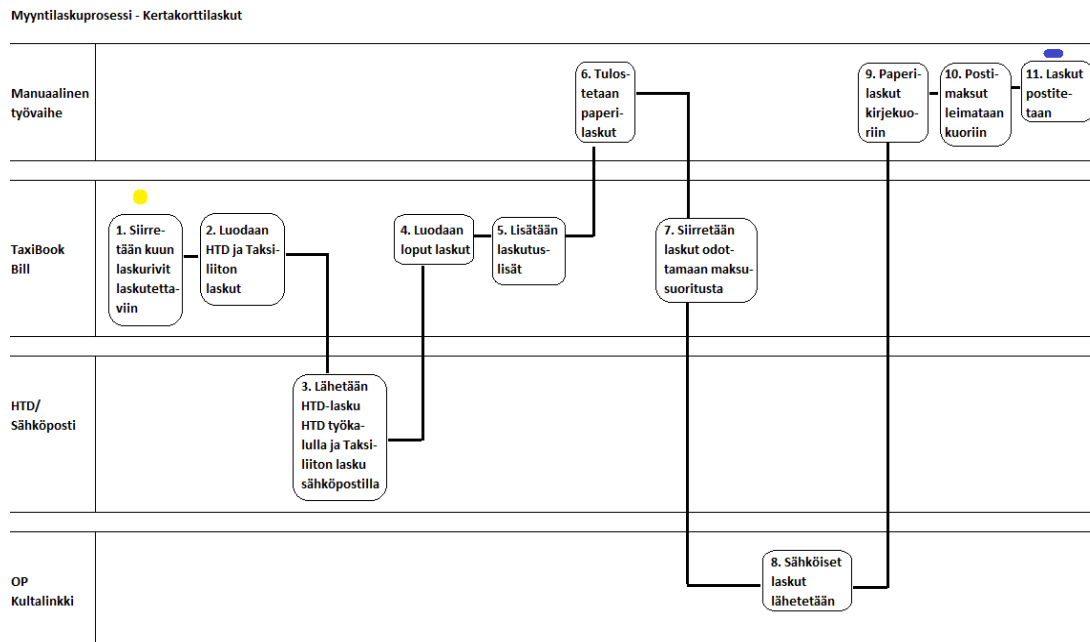 Myyntilaskuprosessi - Kertakorttilaskut
Manuaalinen
työvaihe
6. Tulos-
tetaan
paperi-
laskut
9. Paperi-
laskut
kirjekuo-
riin
10. Posti-
maksut
leimataan
kuoriin
11. Laskut
postite-
taan
TaxiBook
Bill
1. Siirre-
tään kuun
laskurivit
laskutetta-
viin
2. Luodaan
HTD ja Taksi-
liiton
laskut
4. Luodaan
loput laskut
5. Lisätään
laskutus-
lisät
7. Siirretään
laskut odot-
tamaan maksu-
suoritusta
HTD/
Sähköposti
3. Lähetään
HTD-lasku
HTD työka-
lulla ja Taksi-
liiton lasku
sähköpostilla
OP
Kultalinkki
8. Sähköiset
laskut
lähetetään